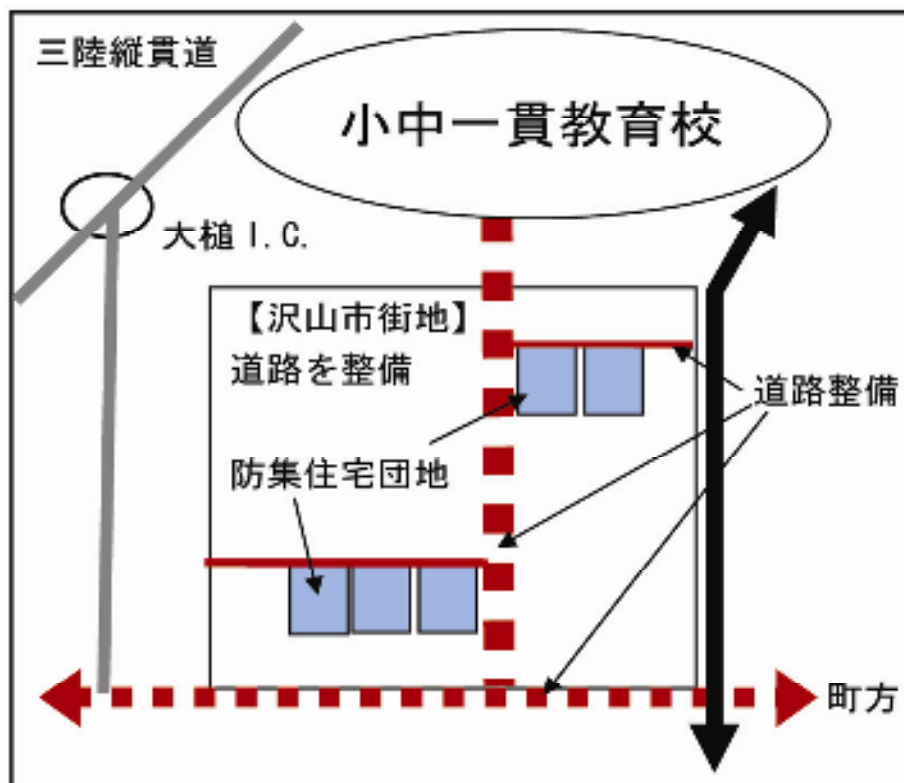 三陸縦貫道
小中一貫教育校
大槌I.C.
【沢山市街地】
道路を整備
道路整備
防集住宅団地
町方